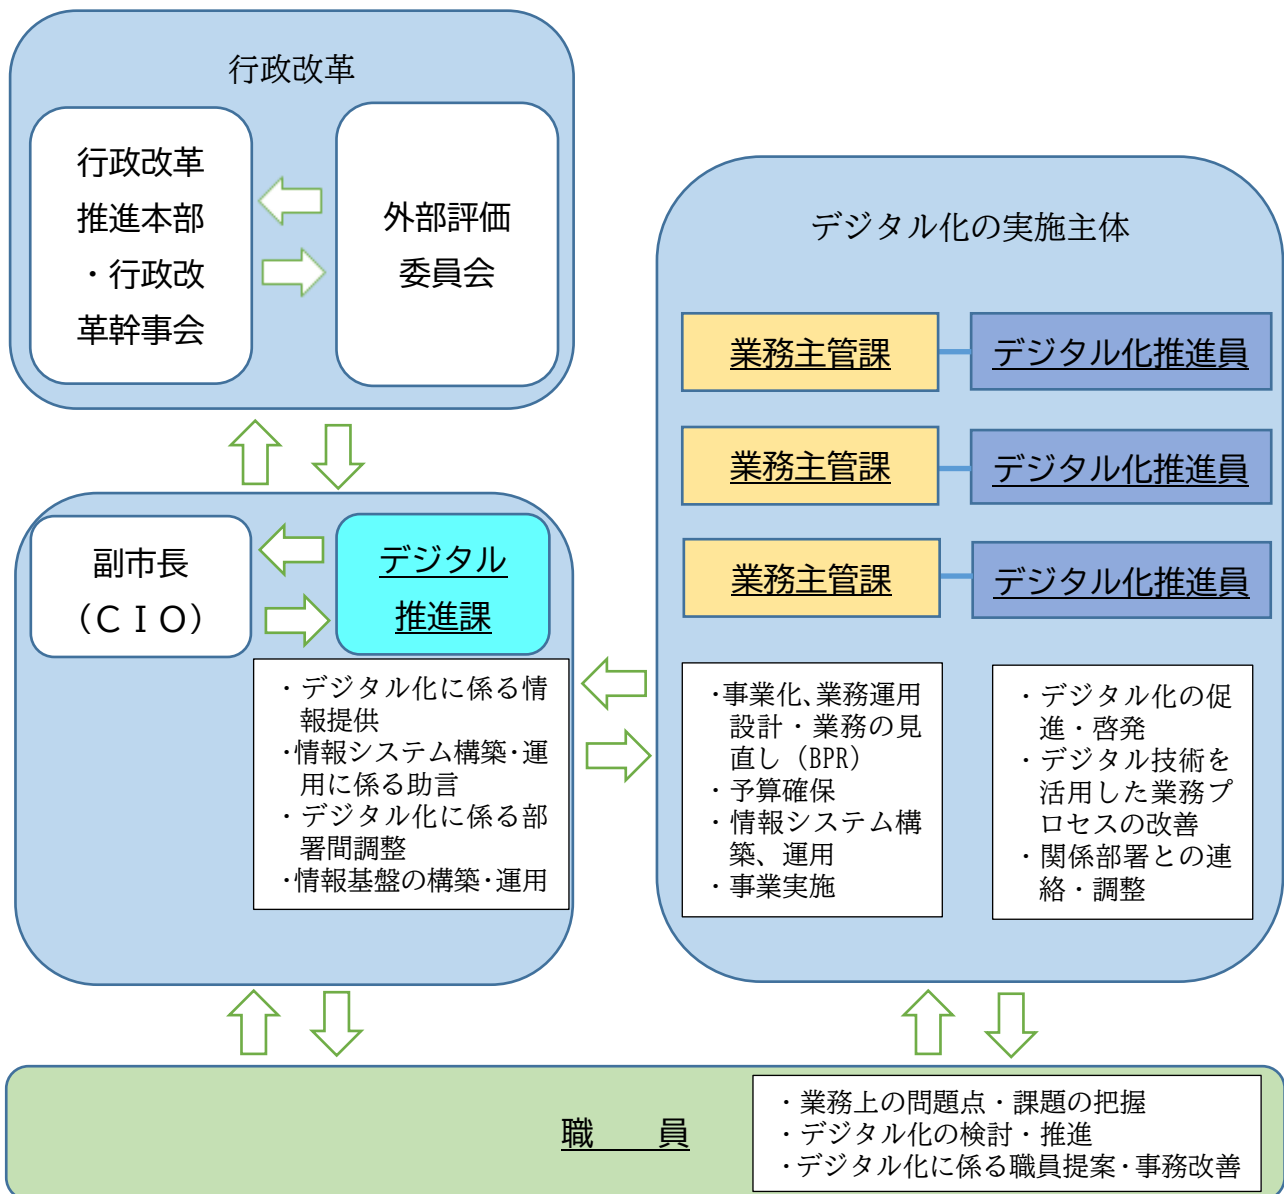 行政改革
行政改革
推進本部
・行政改
革幹事会
外部評価
委員会
副市長
（ＣＩＯ）
デジタル
推進課
・デジタル化に係る情
報提供
・情報システム構築・運
用に係る助言
・デジタル化に係る部
署間調整
・情報基盤の構築・運用
デジタル化の実施主体
業務主管課
デジタル化推進員
業務主管課
デジタル化推進員
業務主管課
デジタル化推進員
・事業化、業務運用
設計・業務の見
直し（BPR）
・予算確保
・情報システム構
築、運用
・事業実施
・デジタル化の促
進・啓発
・デジタル技術を
活用した業務プ
ロセスの改善
・関係部署との連
絡・調整
職　　員
・業務上の問題点・課題の把握
・デジタル化の検討・推進
・デジタル化に係る職員提案・事務改善